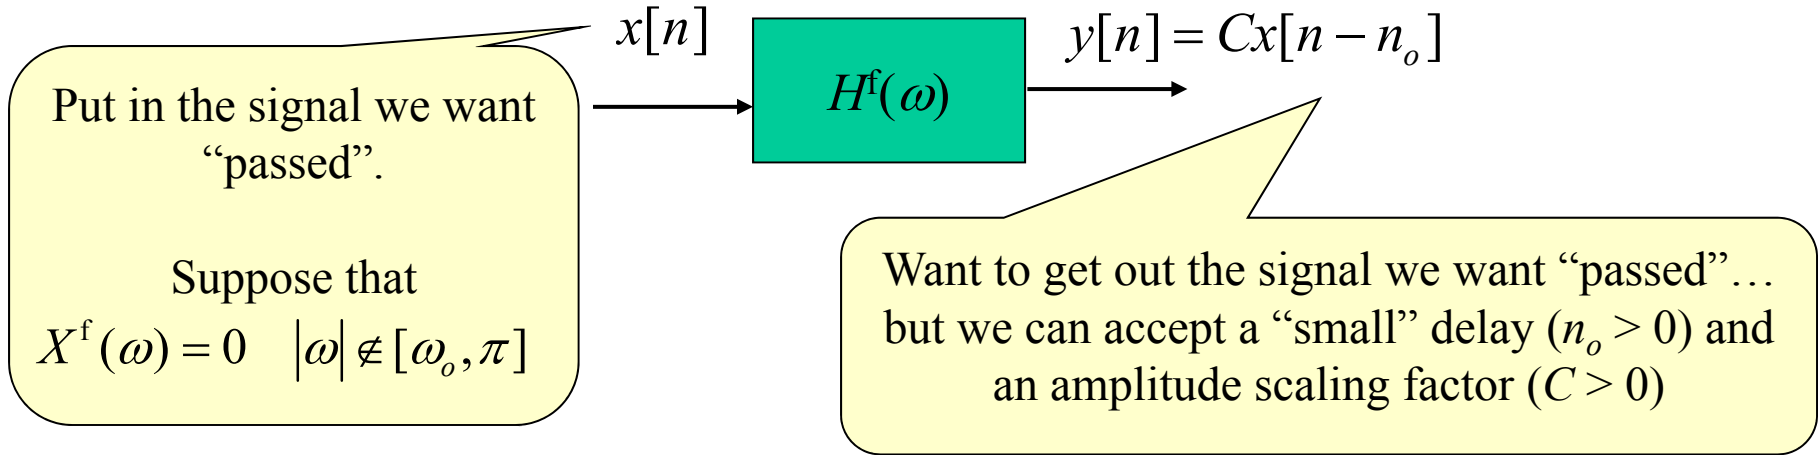 x[n]
H^f(ω)
y[n] = Cx[n − n_o]
Put in the signal we want
“passed”.
Suppose that
X^f(ω) = 0 |ω| ∉ [ω_o, π]
Want to get out the signal we want “passed”…
but we can accept a “small” delay (n_o > 0) and
an amplitude scaling factor (C > 0)